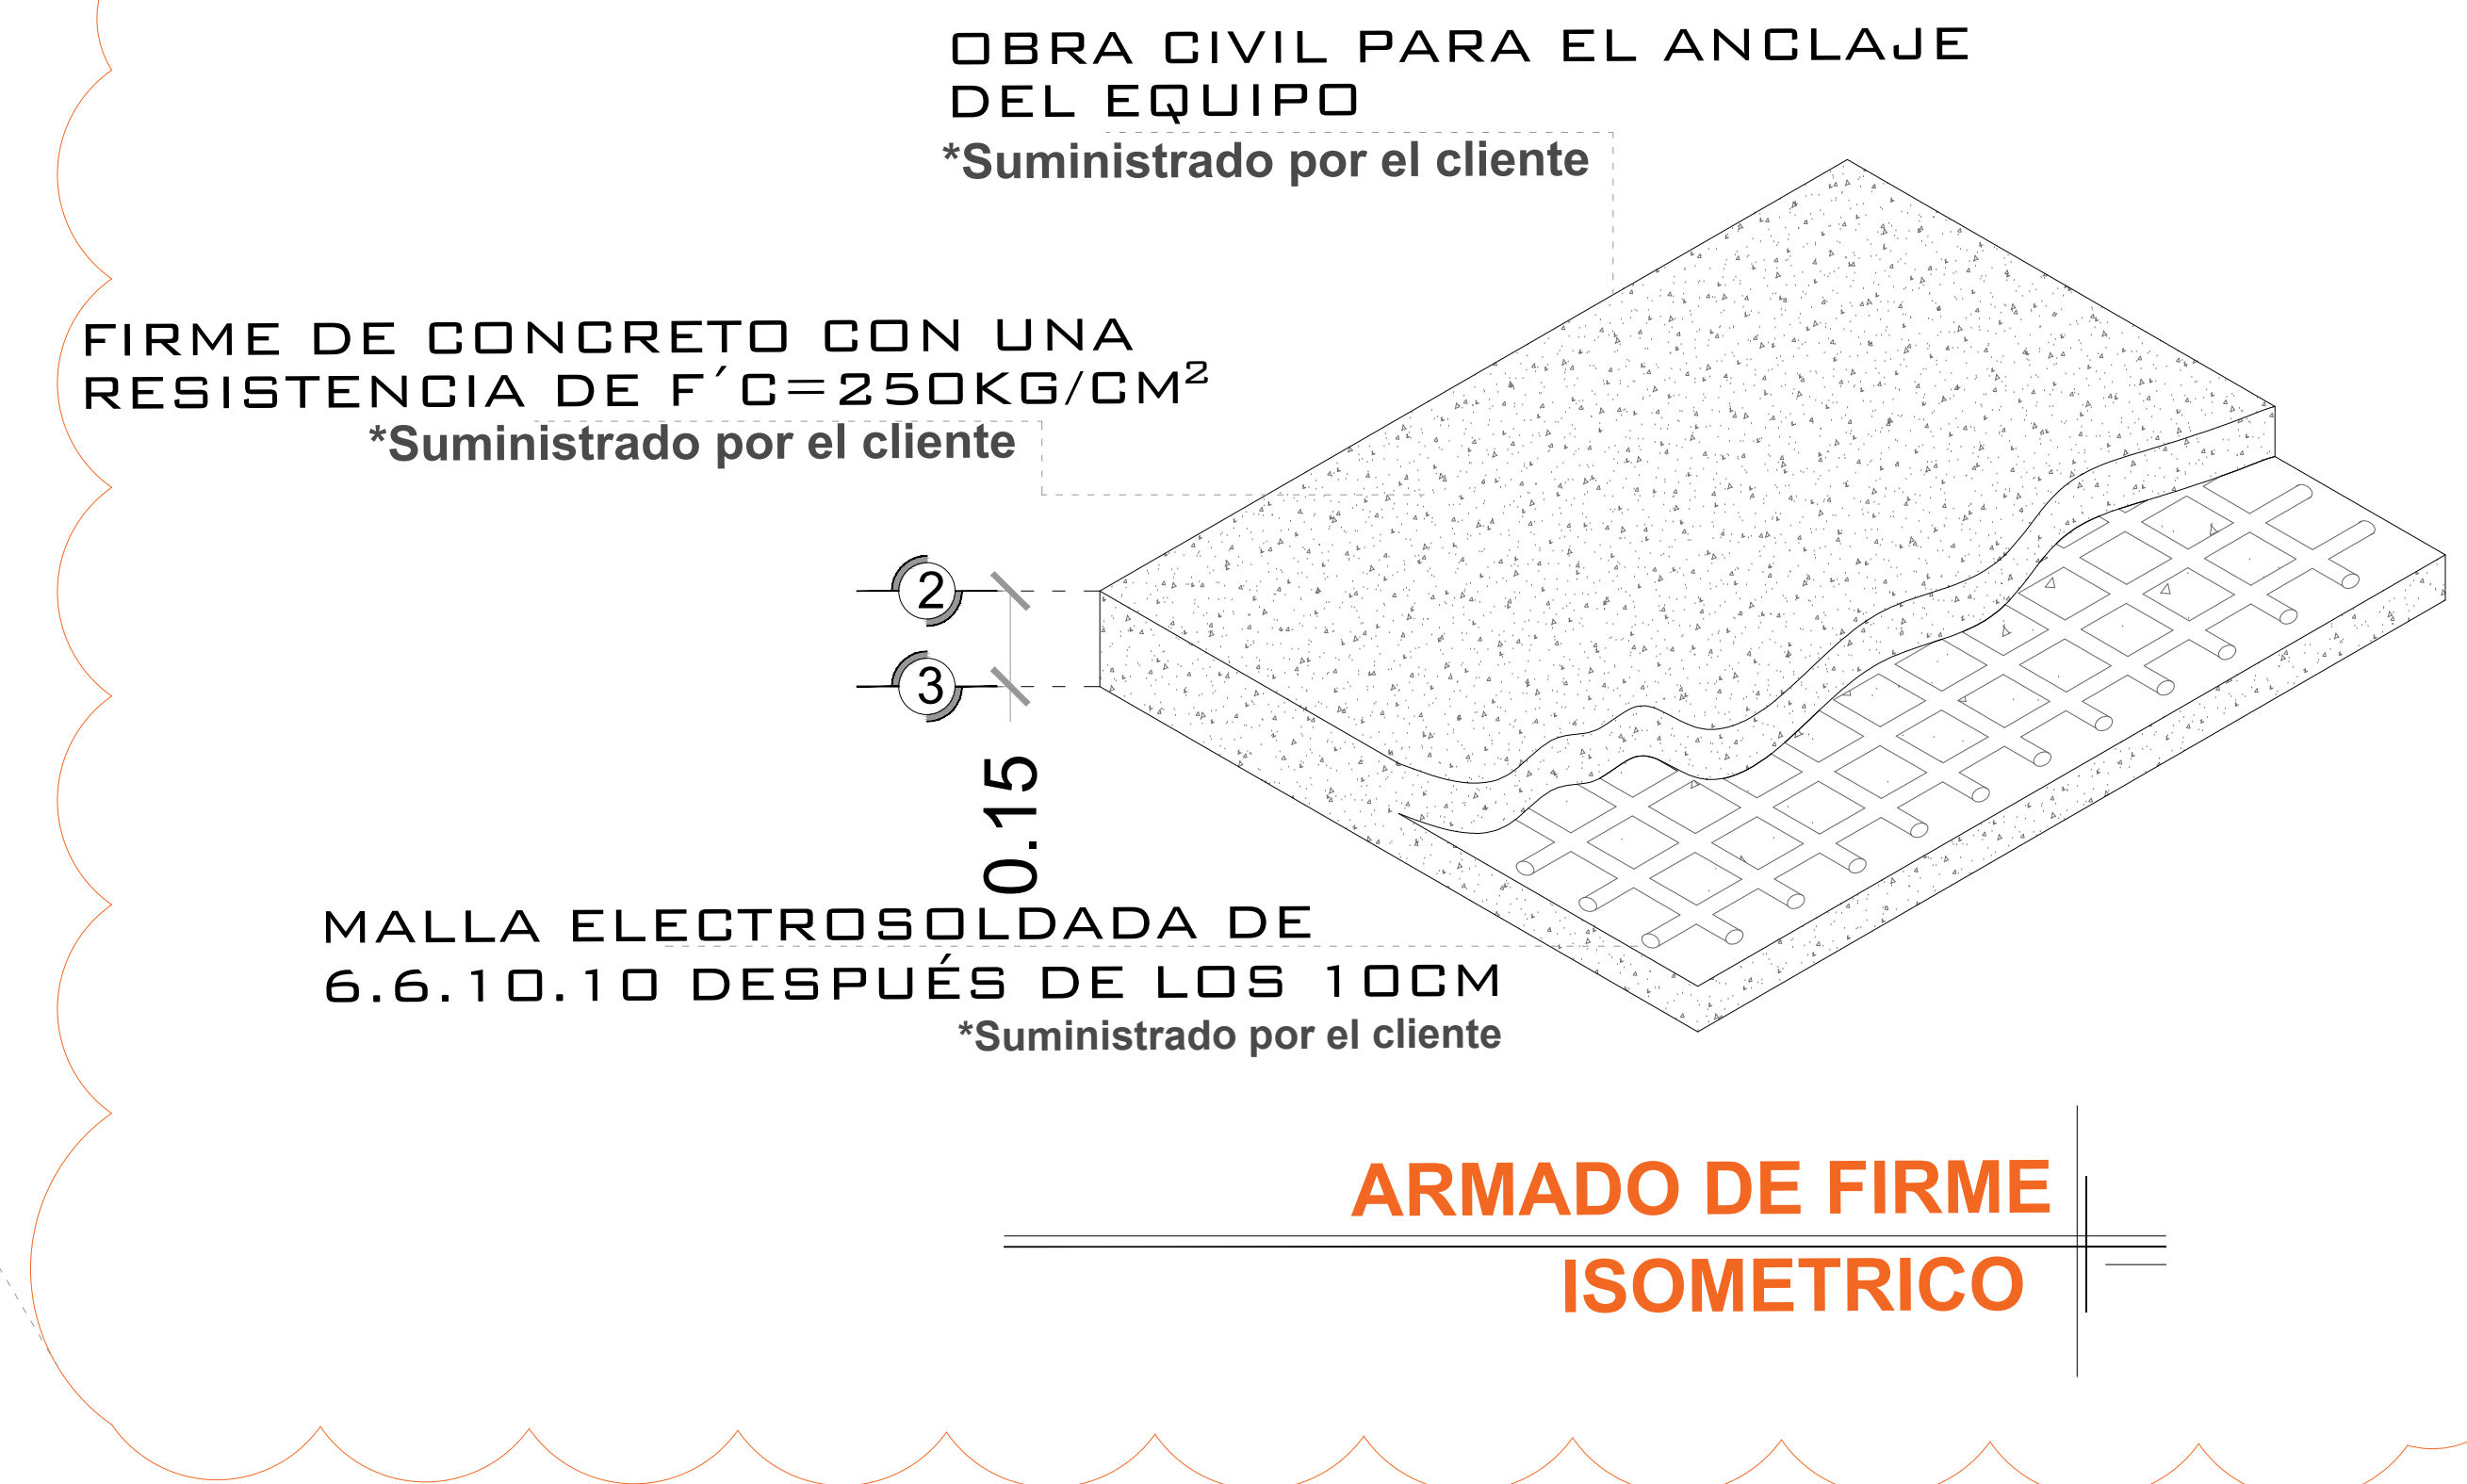 OBRA CIVIL PARA EL ANCLAJE
DEL EQUIPO
*Suministrado por el cliente
FIRME DE CONCRETO CON UNA
RESISTENCIA DE F´C=250KG/CM²
*Suministrado por el cliente
2
3
0.15
MALLA ELECTROSOLDADA DE
6.6.10.10 DESPUÉS DE LOS 10CM
*Suministrado por el cliente
ARMADO DE FIRME
ISOMETRICO